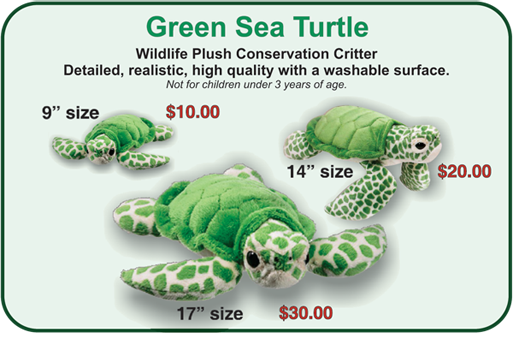 Green Sea Turtle
Wildlife Plush Conservation Critter
Detailed, realistic, high quality with a washable surface.
Not for children under 3 years of age.
9” size $10.00
14” size $20.00
17” size $30.00